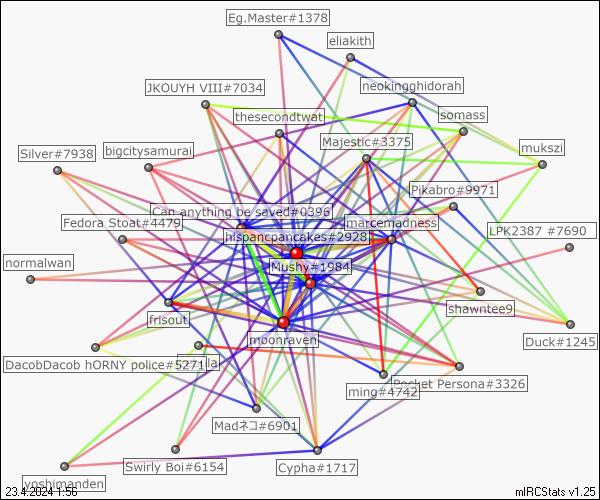 Eg.Master#1378
eliakith
JKOUYH VIII#7034
neokingghidorah
thesecondtwat
somass
Majestic#3375
mukszi
Silver#7938
bigcitysamurai
Pikabro#9971
Can anything be saved#0396
Fedora Stoat#4479
marcemadness
LPK2387 #7690
hispancpancakes#2928
normalwan
Mushy#1984
shawntee9
frisout
moonraven
Duck#1245
DacobDacob hORNY police#5271
ming#4742
Pocket Persona#3326
Madネコ#6901
Swirly Boi#6154
Cypha#1717
yoshimanden
23.4.2024 1:56
mIRCStats v1.25